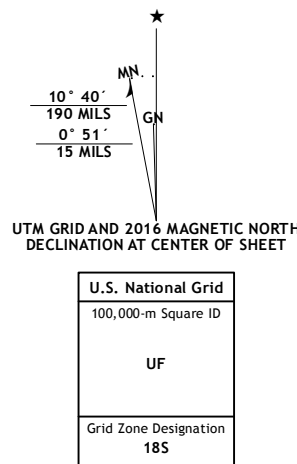 ★
MN
10° 40´
190 MILS
GN
0° 51´
15 MILS
UTM GRID AND 2016 MAGNETIC NORTH
DECLINATION AT CENTER OF SHEET
U.S. National Grid
100,000-m Square ID
UF
Grid Zone Designation
18S